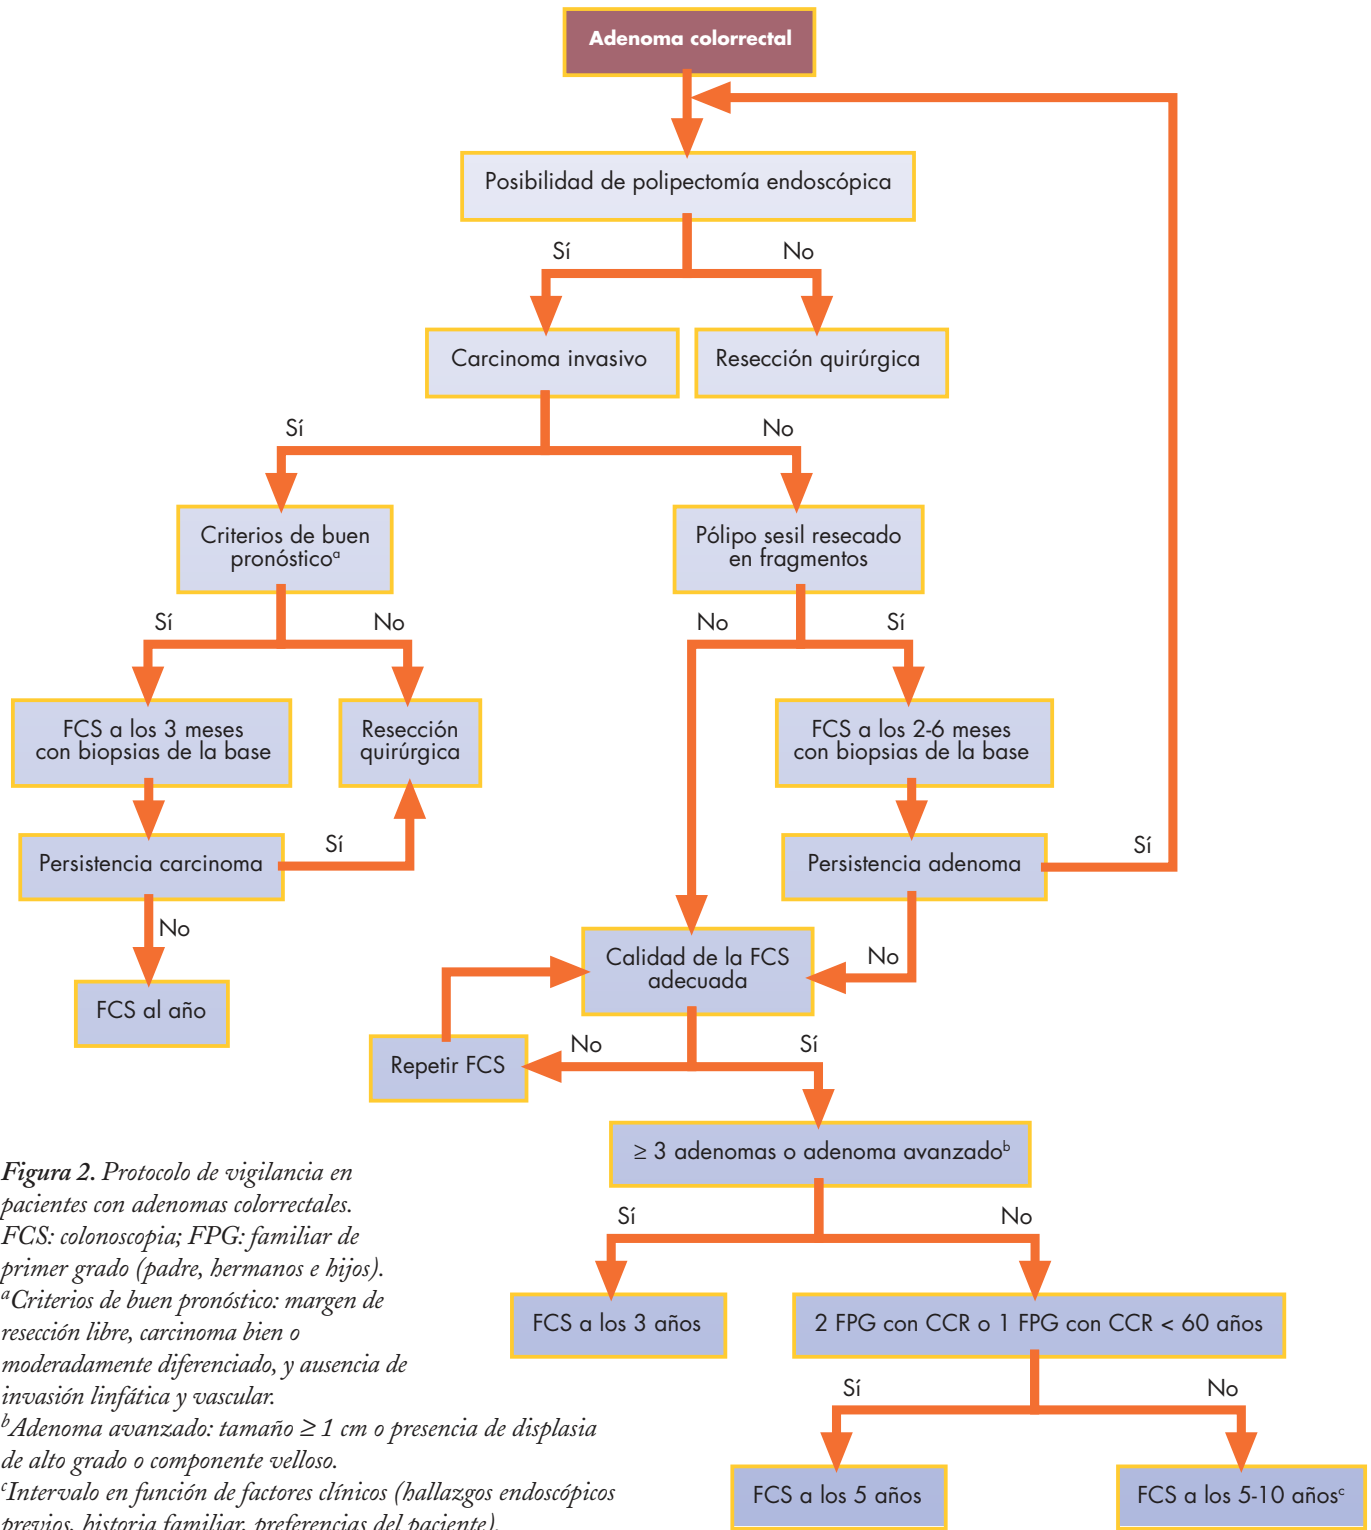 Adenoma colorrectal
Posibilidad de polipectomía endoscópica
Sí
No
Carcinoma invasivo
Resección quirúrgica
Sí
No
Criterios de buen
pronósticoᵃ
Pólipo sesil resecado
en fragmentos
Sí
No
No
Sí
FCS a los 3 meses
con biopsias de la base
Resección
quirúrgica
FCS a los 2-6 meses
con biopsias de la base
Persistencia carcinoma
Sí
Persistencia adenoma
Sí
No
No
Calidad de la FCS
adecuada
FCS al año
Repetir FCS
No
Sí
≥ 3 adenomas o adenoma avanzadoᵇ
Sí
No
FCS a los 3 años
2 FPG con CCR o 1 FPG con CCR < 60 años
Sí
No
FCS a los 5 años
FCS a los 5-10 añosᶜ
Figura 2. Protocolo de vigilancia en
pacientes con adenomas colorrectales.
FCS: colonoscopia; FPG: familiar de
primer grado (padre, hermanos e hijos).
ᵃCriterios de buen pronóstico: margen de
resección libre, carcinoma bien o
moderadamente diferenciado, y ausencia de
invasión linfática y vascular.
ᵇAdenoma avanzado: tamaño ≥ 1 cm o presencia de displasia
de alto grado o componente velloso.
ᶜIntervalo en función de factores clínicos (hallazgos endoscópicos
previos, historia familiar, preferencias del paciente).